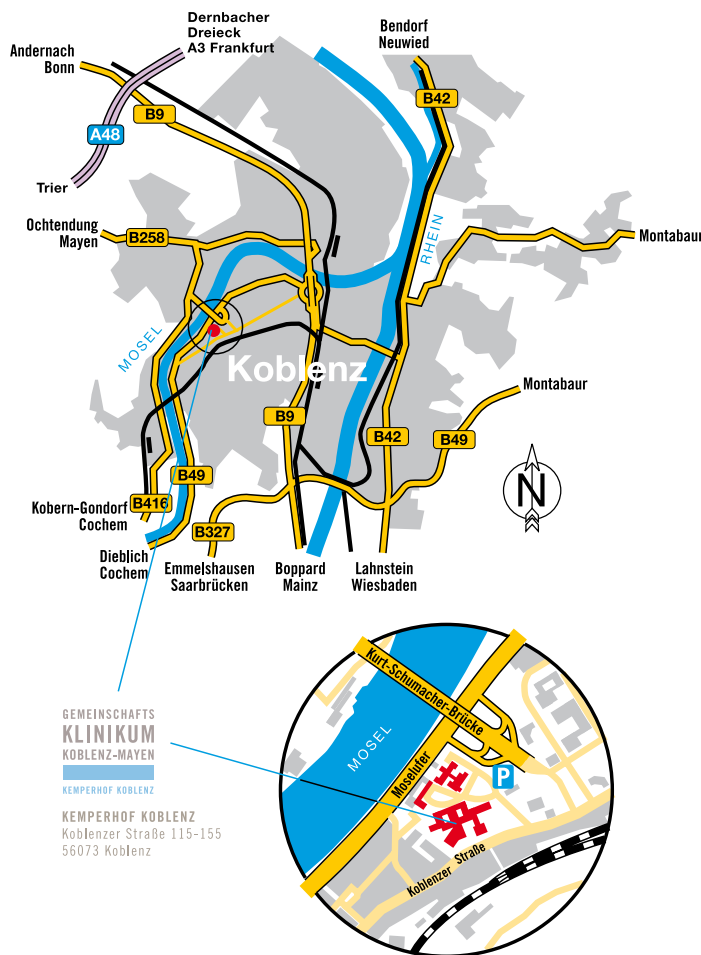 Dernbacher
Dreieck
A3 Frankfurt
Andernach
Bonn
Bendorf
Neuwied
B42
B9
A48
Trier
Ochtendung
Mayen
B258
RHEIN
Montabaur
MOSEL
Koblenz
Montabaur
B9
B42
B49
B49
B416
Kobern-Gondorf
Cochem
B327
N
Dieblich
Cochem
Emmelshausen
Saarbrücken
Boppard
Mainz
Lahnstein
Wiesbaden
Kurt-Schumacher-Brücke
MOSEL
Moselufer
P
Koblenzer Straße
GEMEINSCHAFTS
KLINIKUM
KOBLENZ-MAYEN
KEMPERHOF KOBLENZ
KEMPERHOF KOBLENZ
Koblenzer Straße 115-155
56073 Koblenz